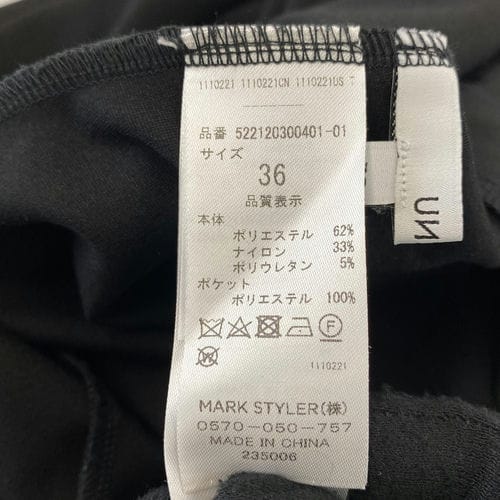 1110221 1110221CN 1110221US T
品番 522120300401-01
サイズ
36
品質表示
本体
ポリエステル 62%
ナイロン 33%
ポリウレタン 5%
ポケット
ポリエステル 100%
1110221
MARK STYLER(株)
0570-050-757
MADE IN CHINA
235006
UN